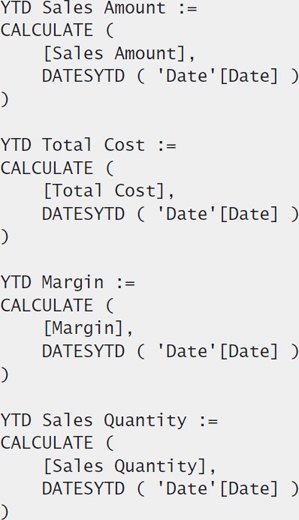 YTD Sales Amount :=
CALCULATE (
    [Sales Amount],
    DATESYTD ( 'Date'[Date] )
)

YTD Total Cost :=
CALCULATE (
    [Total Cost],
    DATESYTD ( 'Date'[Date] )
)

YTD Margin :=
CALCULATE (
    [Margin],
    DATESYTD ( 'Date'[Date] )
)

YTD Sales Quantity :=
CALCULATE (
    [Sales Quantity],
    DATESYTD ( 'Date'[Date] )
)